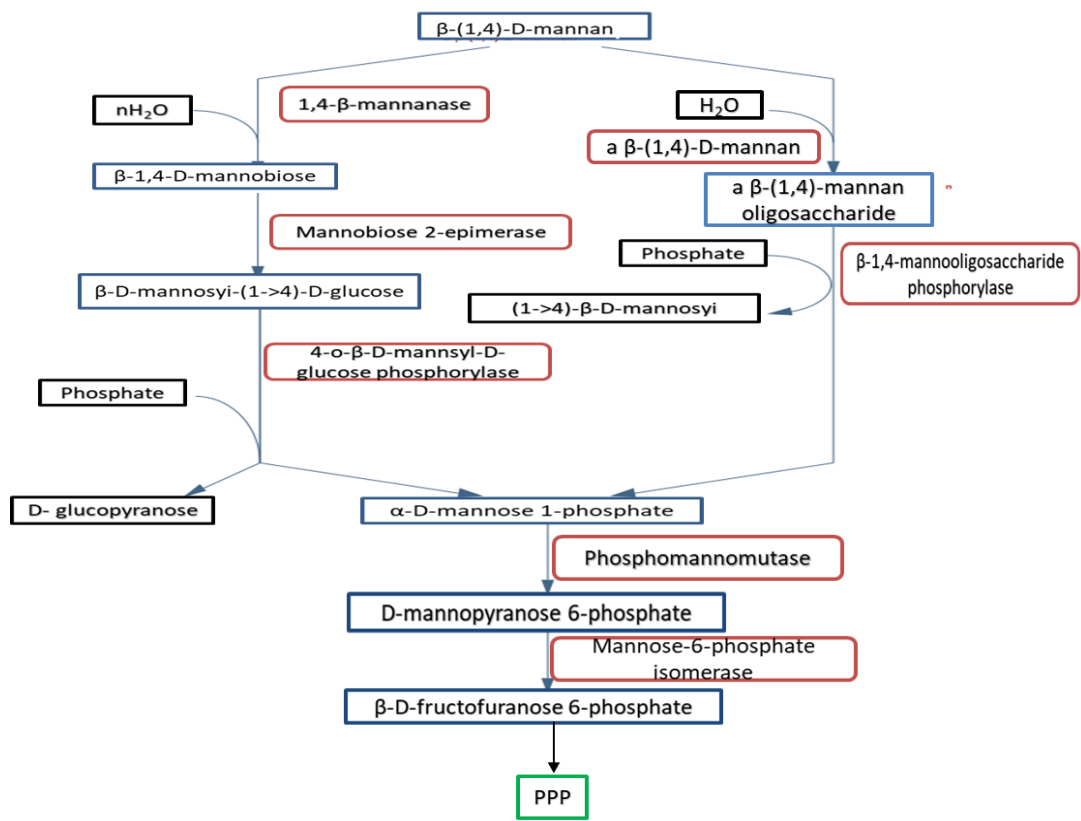 β-(1,4)-D-mannan
1,4-β-mannanase
nH₂O
H₂O
a β-(1,4)-D-mannan
β-1,4-D-mannobiose
a β-(1,4)-mannan
oligosaccharide
Mannobiose 2-epimerase
Phosphate
β-1,4-mannooligosaccharide
phosphorylase
β-D-mannosyi-(1->4)-D-glucose
(1->4)-β-D-mannosyi
4-o-β-D-mannsyl-D-
glucose phosphorylase
Phosphate
D- glucopyranose
α-D-mannose 1-phosphate
Phosphomannomutase
D-mannopyranose 6-phosphate
Mannose-6-phosphate
isomerase
β-D-fructofuranose 6-phosphate
PPP